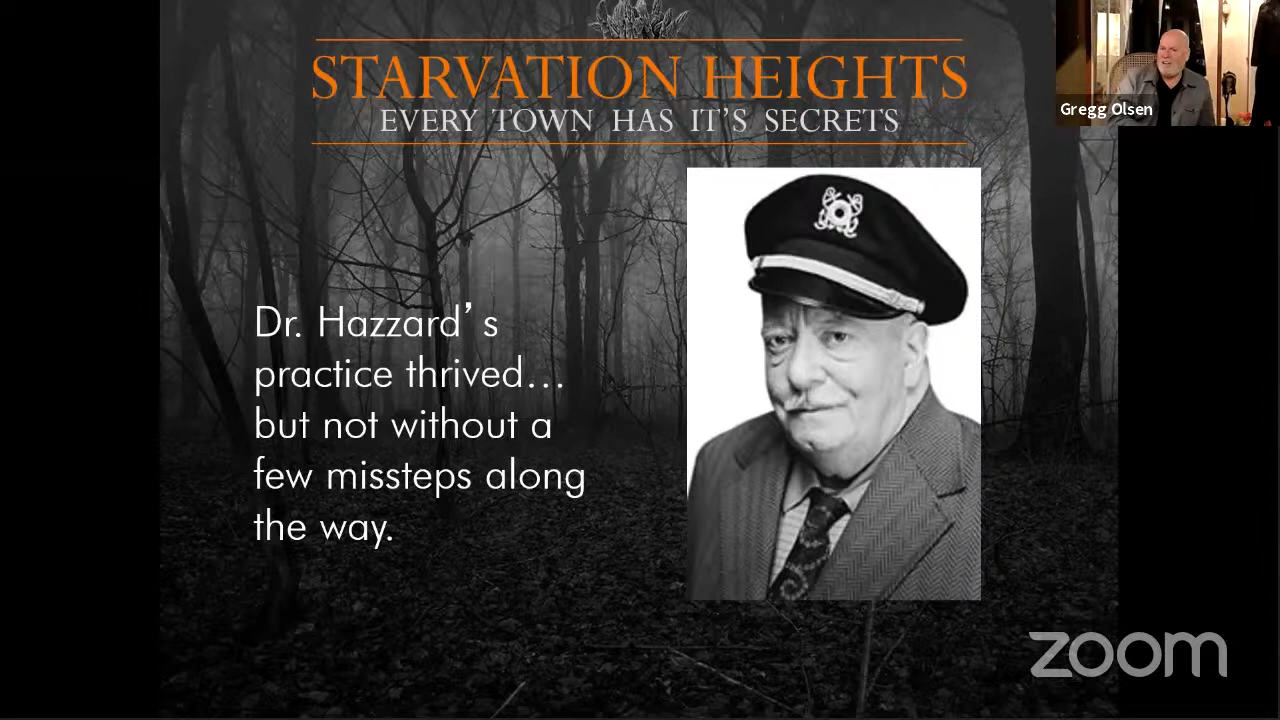 STARVATION HEIGHTS
EVERY TOWN HAS IT'S SECRETS
Gregg Olsen
Dr. Hazzard's
practice thrived...
but not without a
few missteps along
the way.
zoom